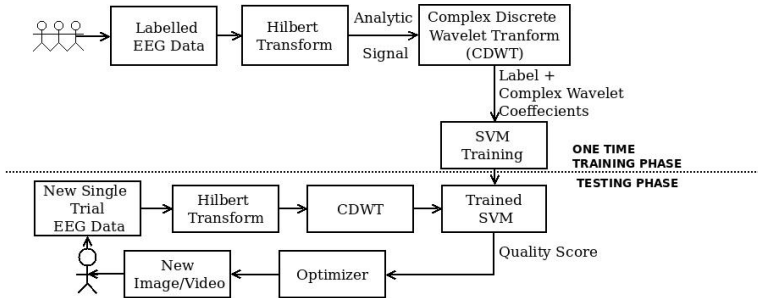 Labelled
EEG Data
Hilbert
Transform
Analytic
Signal
Complex Discrete
Wavelet Tranform
(CDWT)
Label +
Complex Wavelet
Coeffecients
SVM
Training
ONE TIME
TRAINING PHASE
TESTING PHASE
New Single
Trial
EEG Data
Hilbert
Transform
CDWT
Trained
SVM
Quality Score
Optimizer
New
Image/Video